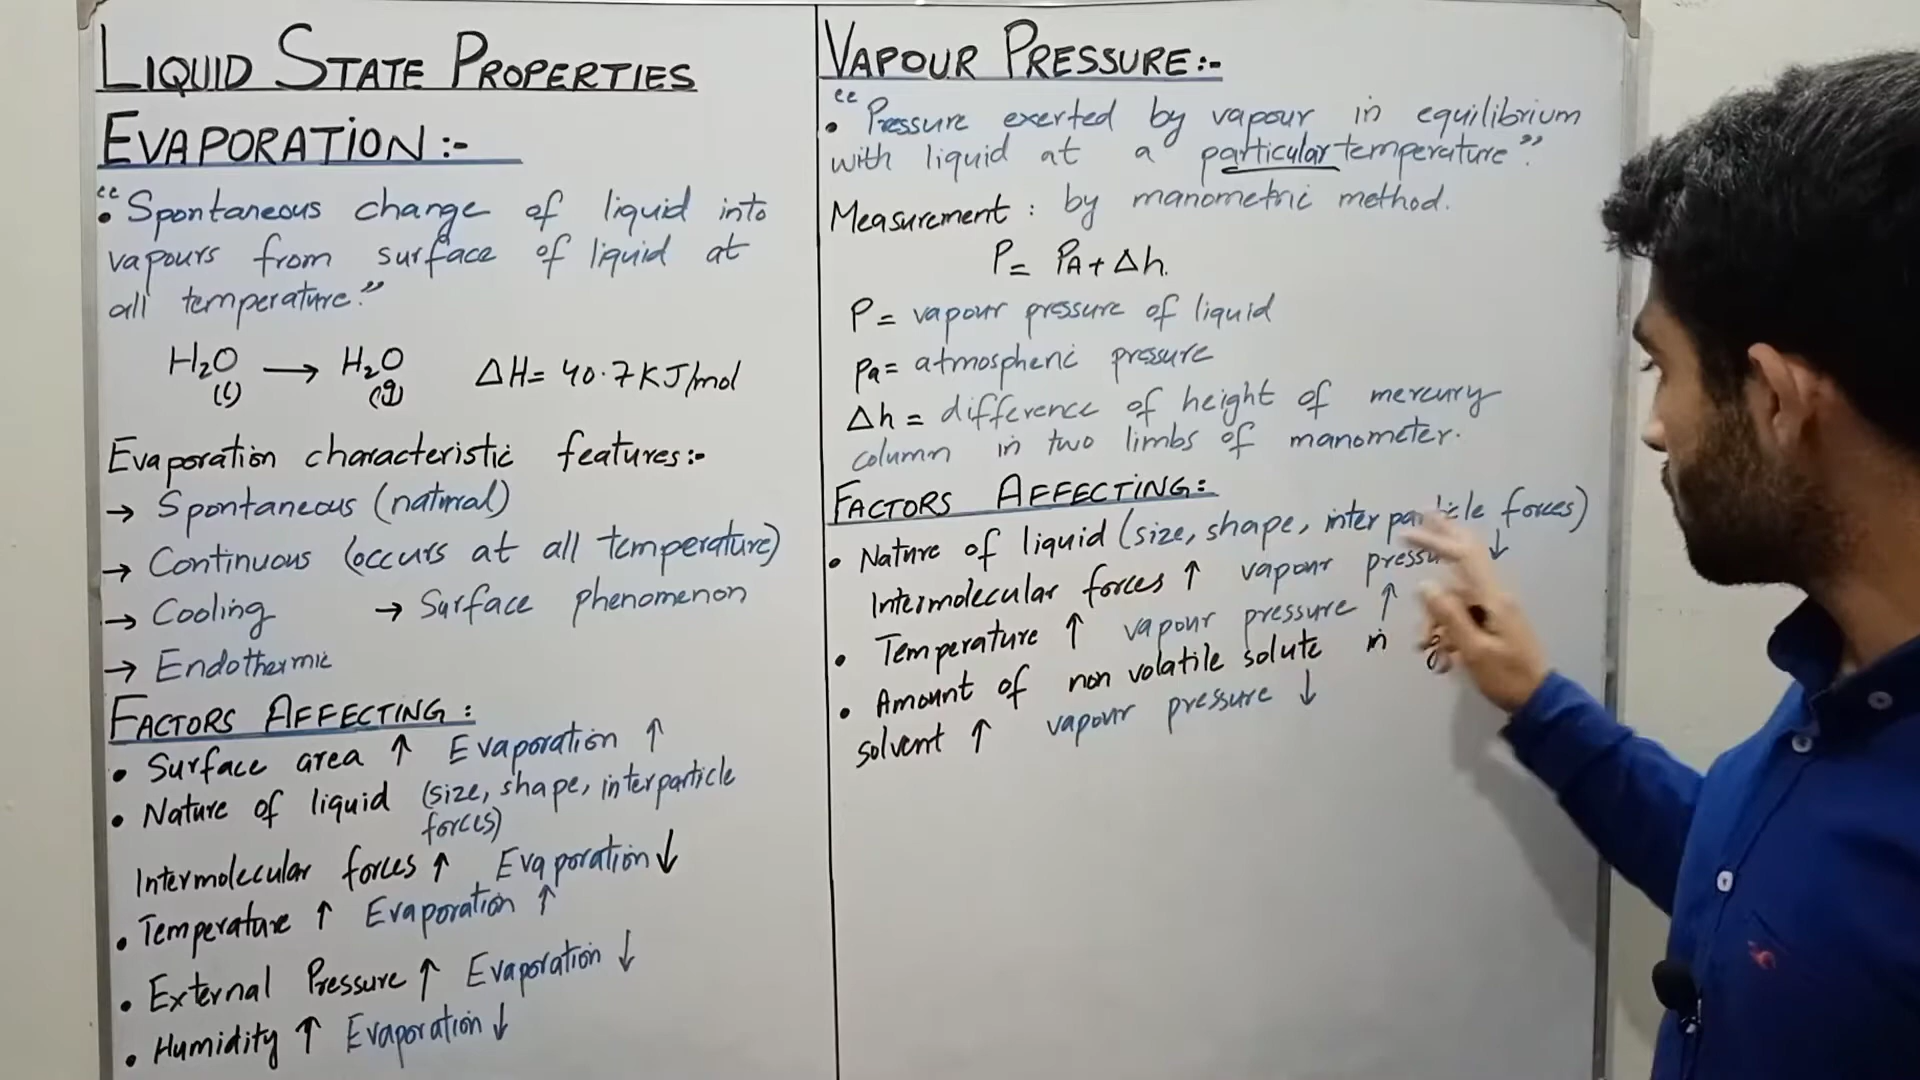 LIQUID STATE PROPERTIES
EVAPORATION:-
“• Spontaneous change of liquid into
vapours from surface of liquid at
all temperature.”
H₂O (l) → H₂O (g) ΔH = 40.7 KJ/mol
Evaporation characteristic features:-
→ Spontaneous (natural)
→ Continuous (occurs at all temperature)
→ Cooling → Surface phenomenon
→ Endothermic
FACTORS AFFECTING:
• Surface area ↑ Evaporation ↑
• Nature of liquid (size, shape, interparticle
forces)
Intermolecular forces ↑ Evaporation ↓
• Temperature ↑ Evaporation ↑
• External Pressure ↑ Evaporation ↓
• Humidity ↑ Evaporation ↓
VAPOUR PRESSURE:-
“• Pressure exerted by vapour in equilibrium
with liquid at a particular temperature”.
Measurement: by manometric method.
P = PA + Δh.
P = vapour pressure of liquid
Pa = atmospheric pressure
Δh = difference of height of mercury
column in two limbs of manometer.
FACTORS AFFECTING:
• Nature of liquid (size, shape, inter particle forces)
Intermolecular forces ↑ vapour ↓
• Temperature ↑ vapour pressure ↑
• Amount of non volatile solute in
solvent ↑ vapour pressure ↓